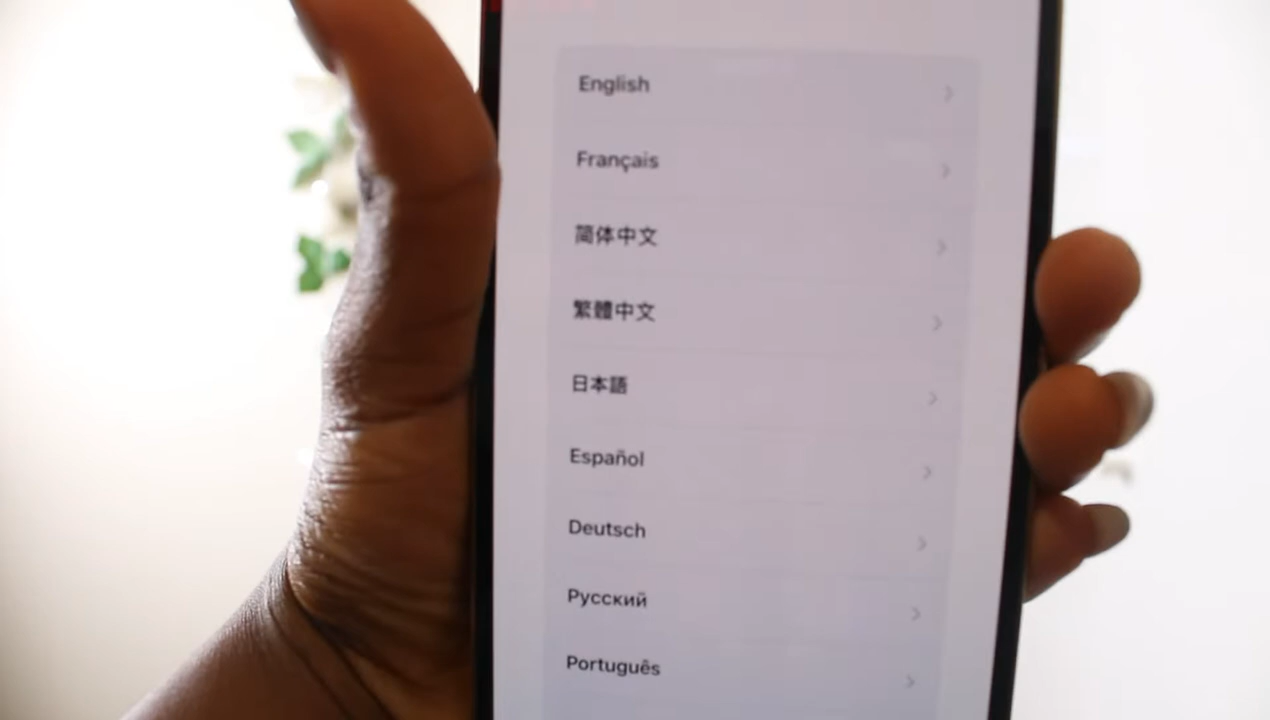 English
Français
简体中文
繁體中文
日本語
Español
Deutsch
Русский
Português